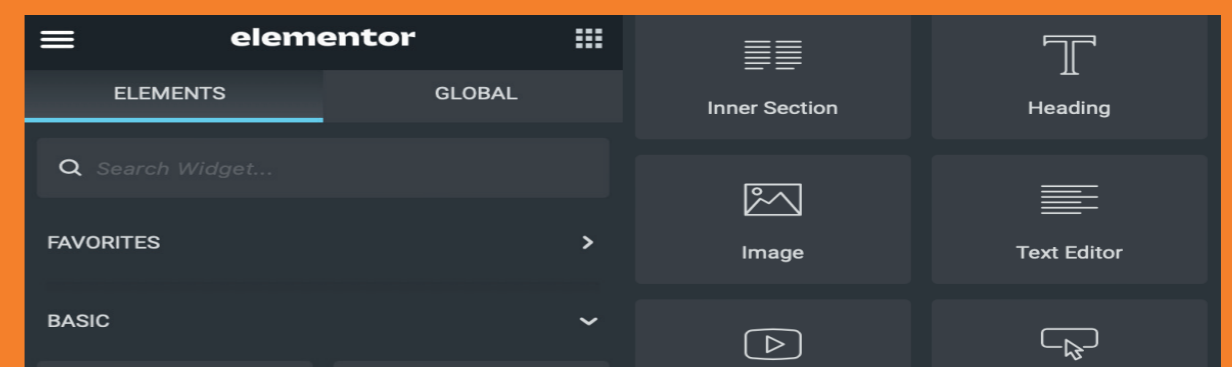 elementor
ELEMENTS
GLOBAL
Search Widget...
FAVORITES
BASIC
Inner Section
Heading
Image
Text Editor